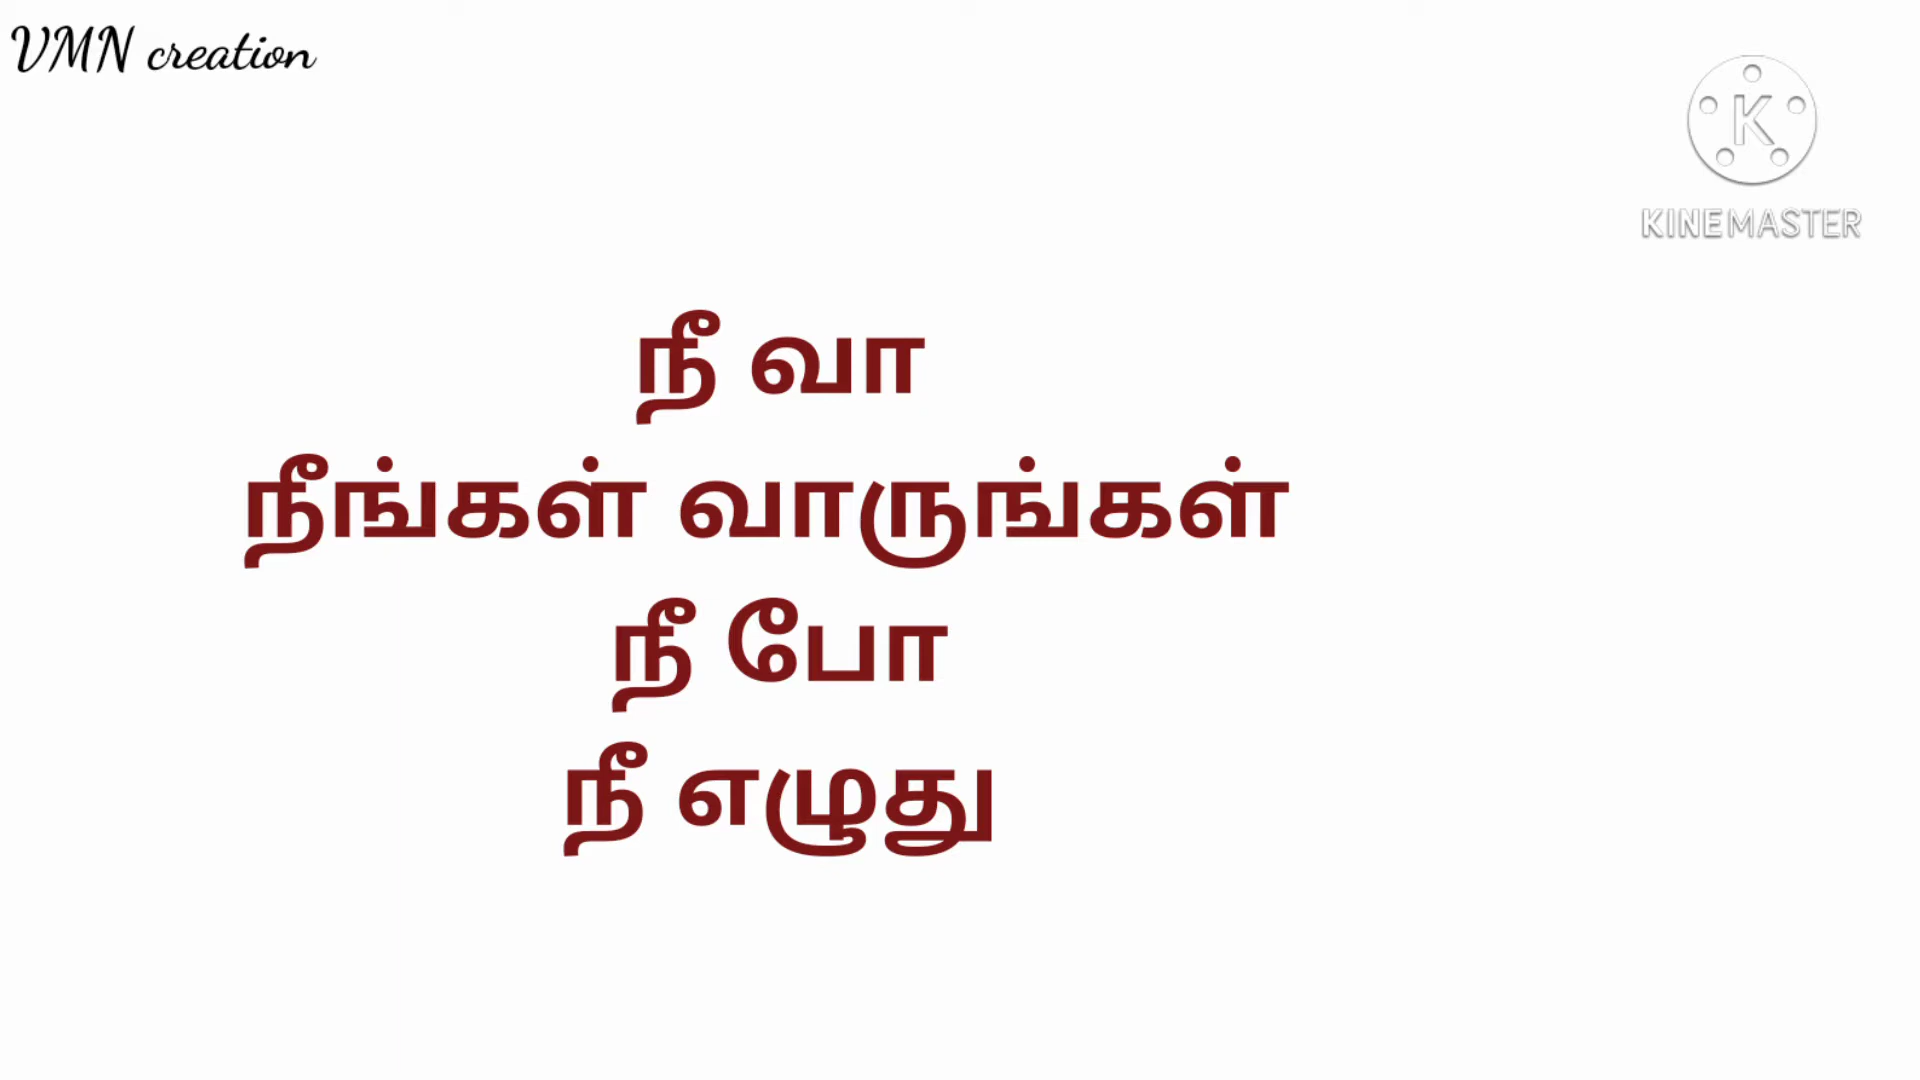 VMN creation
K
KINEMASTER
நீ வா
நீங்கள் வாருங்கள்
நீ போ
நீ எழுது